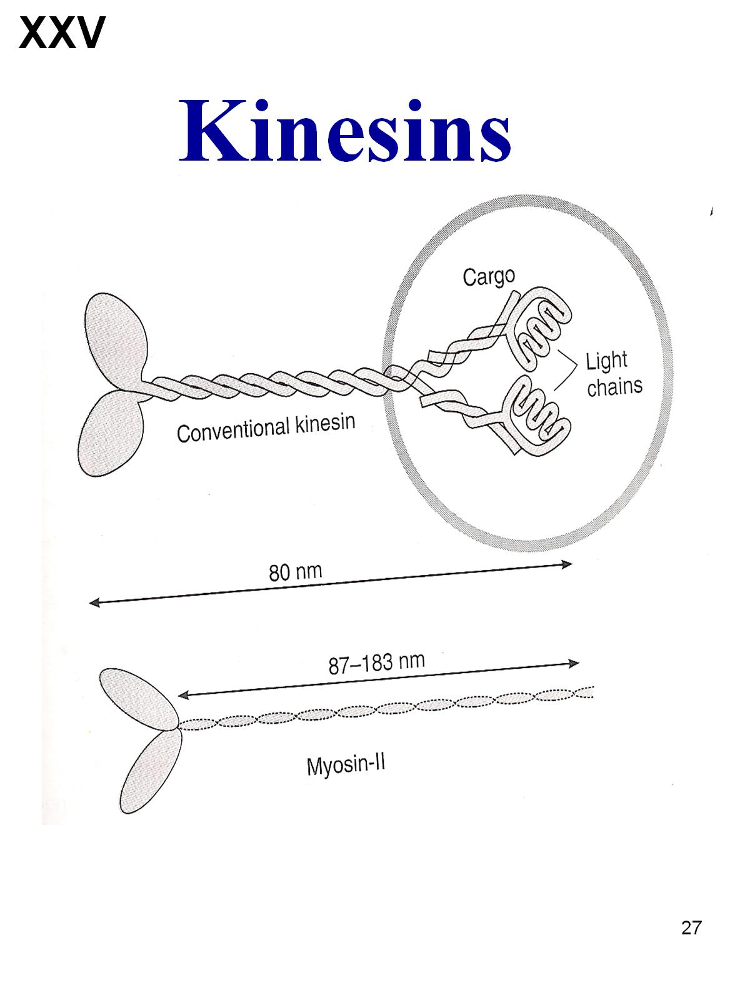 XXV
Kinesins
Cargo
Light
chains
Conventional kinesin
80 nm
87–183 nm
Myosin-II
27